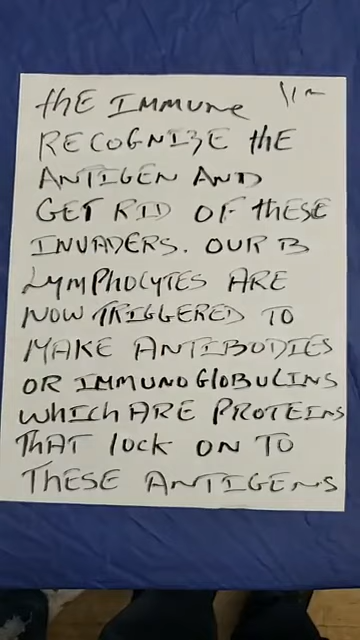 thE IMMUNE
RECOGNIZE thE
ANTIGEN AND
GET RID OF thESE
INVADERS. OUR B
LYMPHOCYTES ARE
NOW TRIGGERED TO
MAKE ANTIBODIES
OR IMMUNOGLOBULINS
WHICH ARE PROTEINS
THAT lock ON TO
THESE ANTIGENS